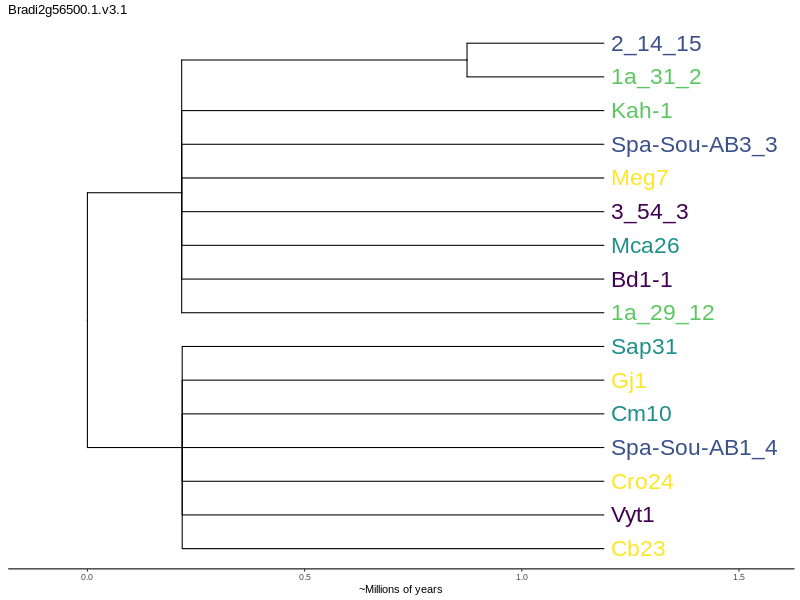 Bradi2g56500.1.v3.1
2_14_15
1a_31_2
Kah-1
Spa-Sou-AB3_3
Meg7
3_54_3
Mca26
Bd1-1
1a_29_12
Sap31
Gj1
Cm10
Spa-Sou-AB1_4
Cro24
Vyt1
Cb23
0.0 0.5 1.0 1.5
~Millions of years